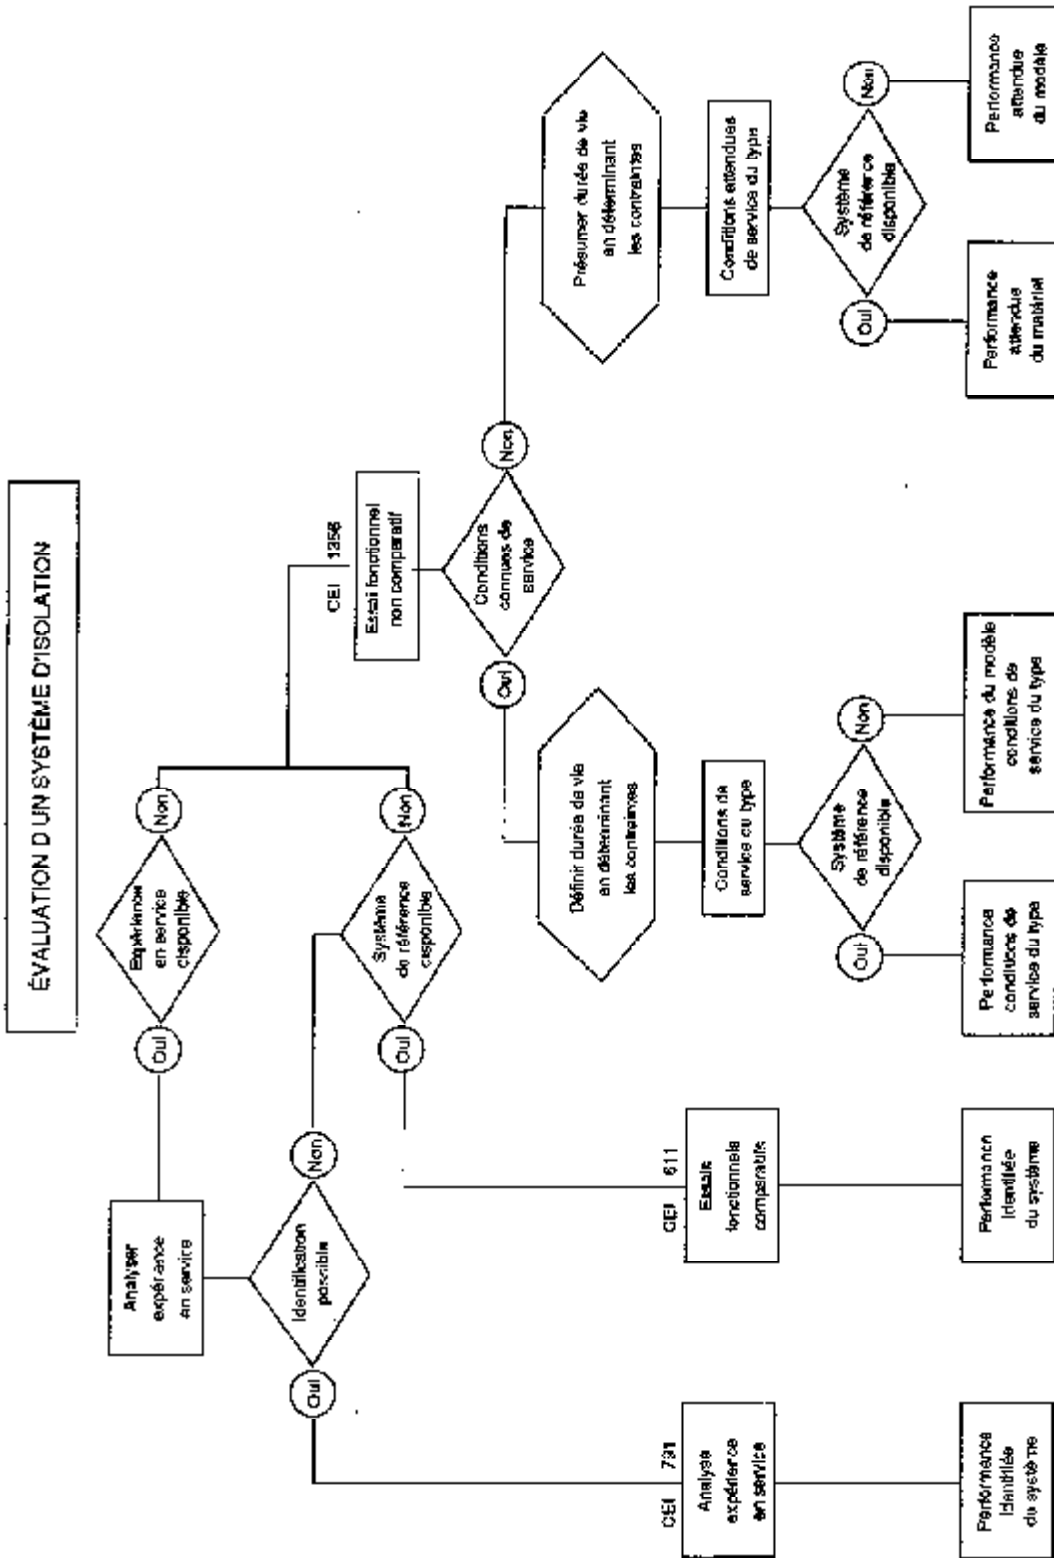 ÉVALUATION D'UN SYSTÈME D'ISOLATION
Analyser
expérience
en service
Oui
Expérience
en service
disponible
Non
Oui
Identification
possible
Non
Oui
Système
de référence
disponible
Non
CEI 1356
Essai fonctionnel
non comparatif
Oui
Conditions
connues de
service
Non
Définir durée de vie
en déterminant
les contraintes
Présumer durée de vie
en déterminant
les contraintes
CEI 791
Analyse
expérience
en service
CEI 611
Essais
fonctionnels
comparatifs
Conditions de
service du type
Conditions attendues
de service du type
Oui
Système
de référence
disponible
Non
Oui
Système
de référence
disponible
Non
Performance
identifiée
du système
Performance
identifiée
du système
Performance
conditions de
service du type
Performance du modèle
conditions de
service du type
Performance
attendue
du matériel
Performance
attendue
du modèle